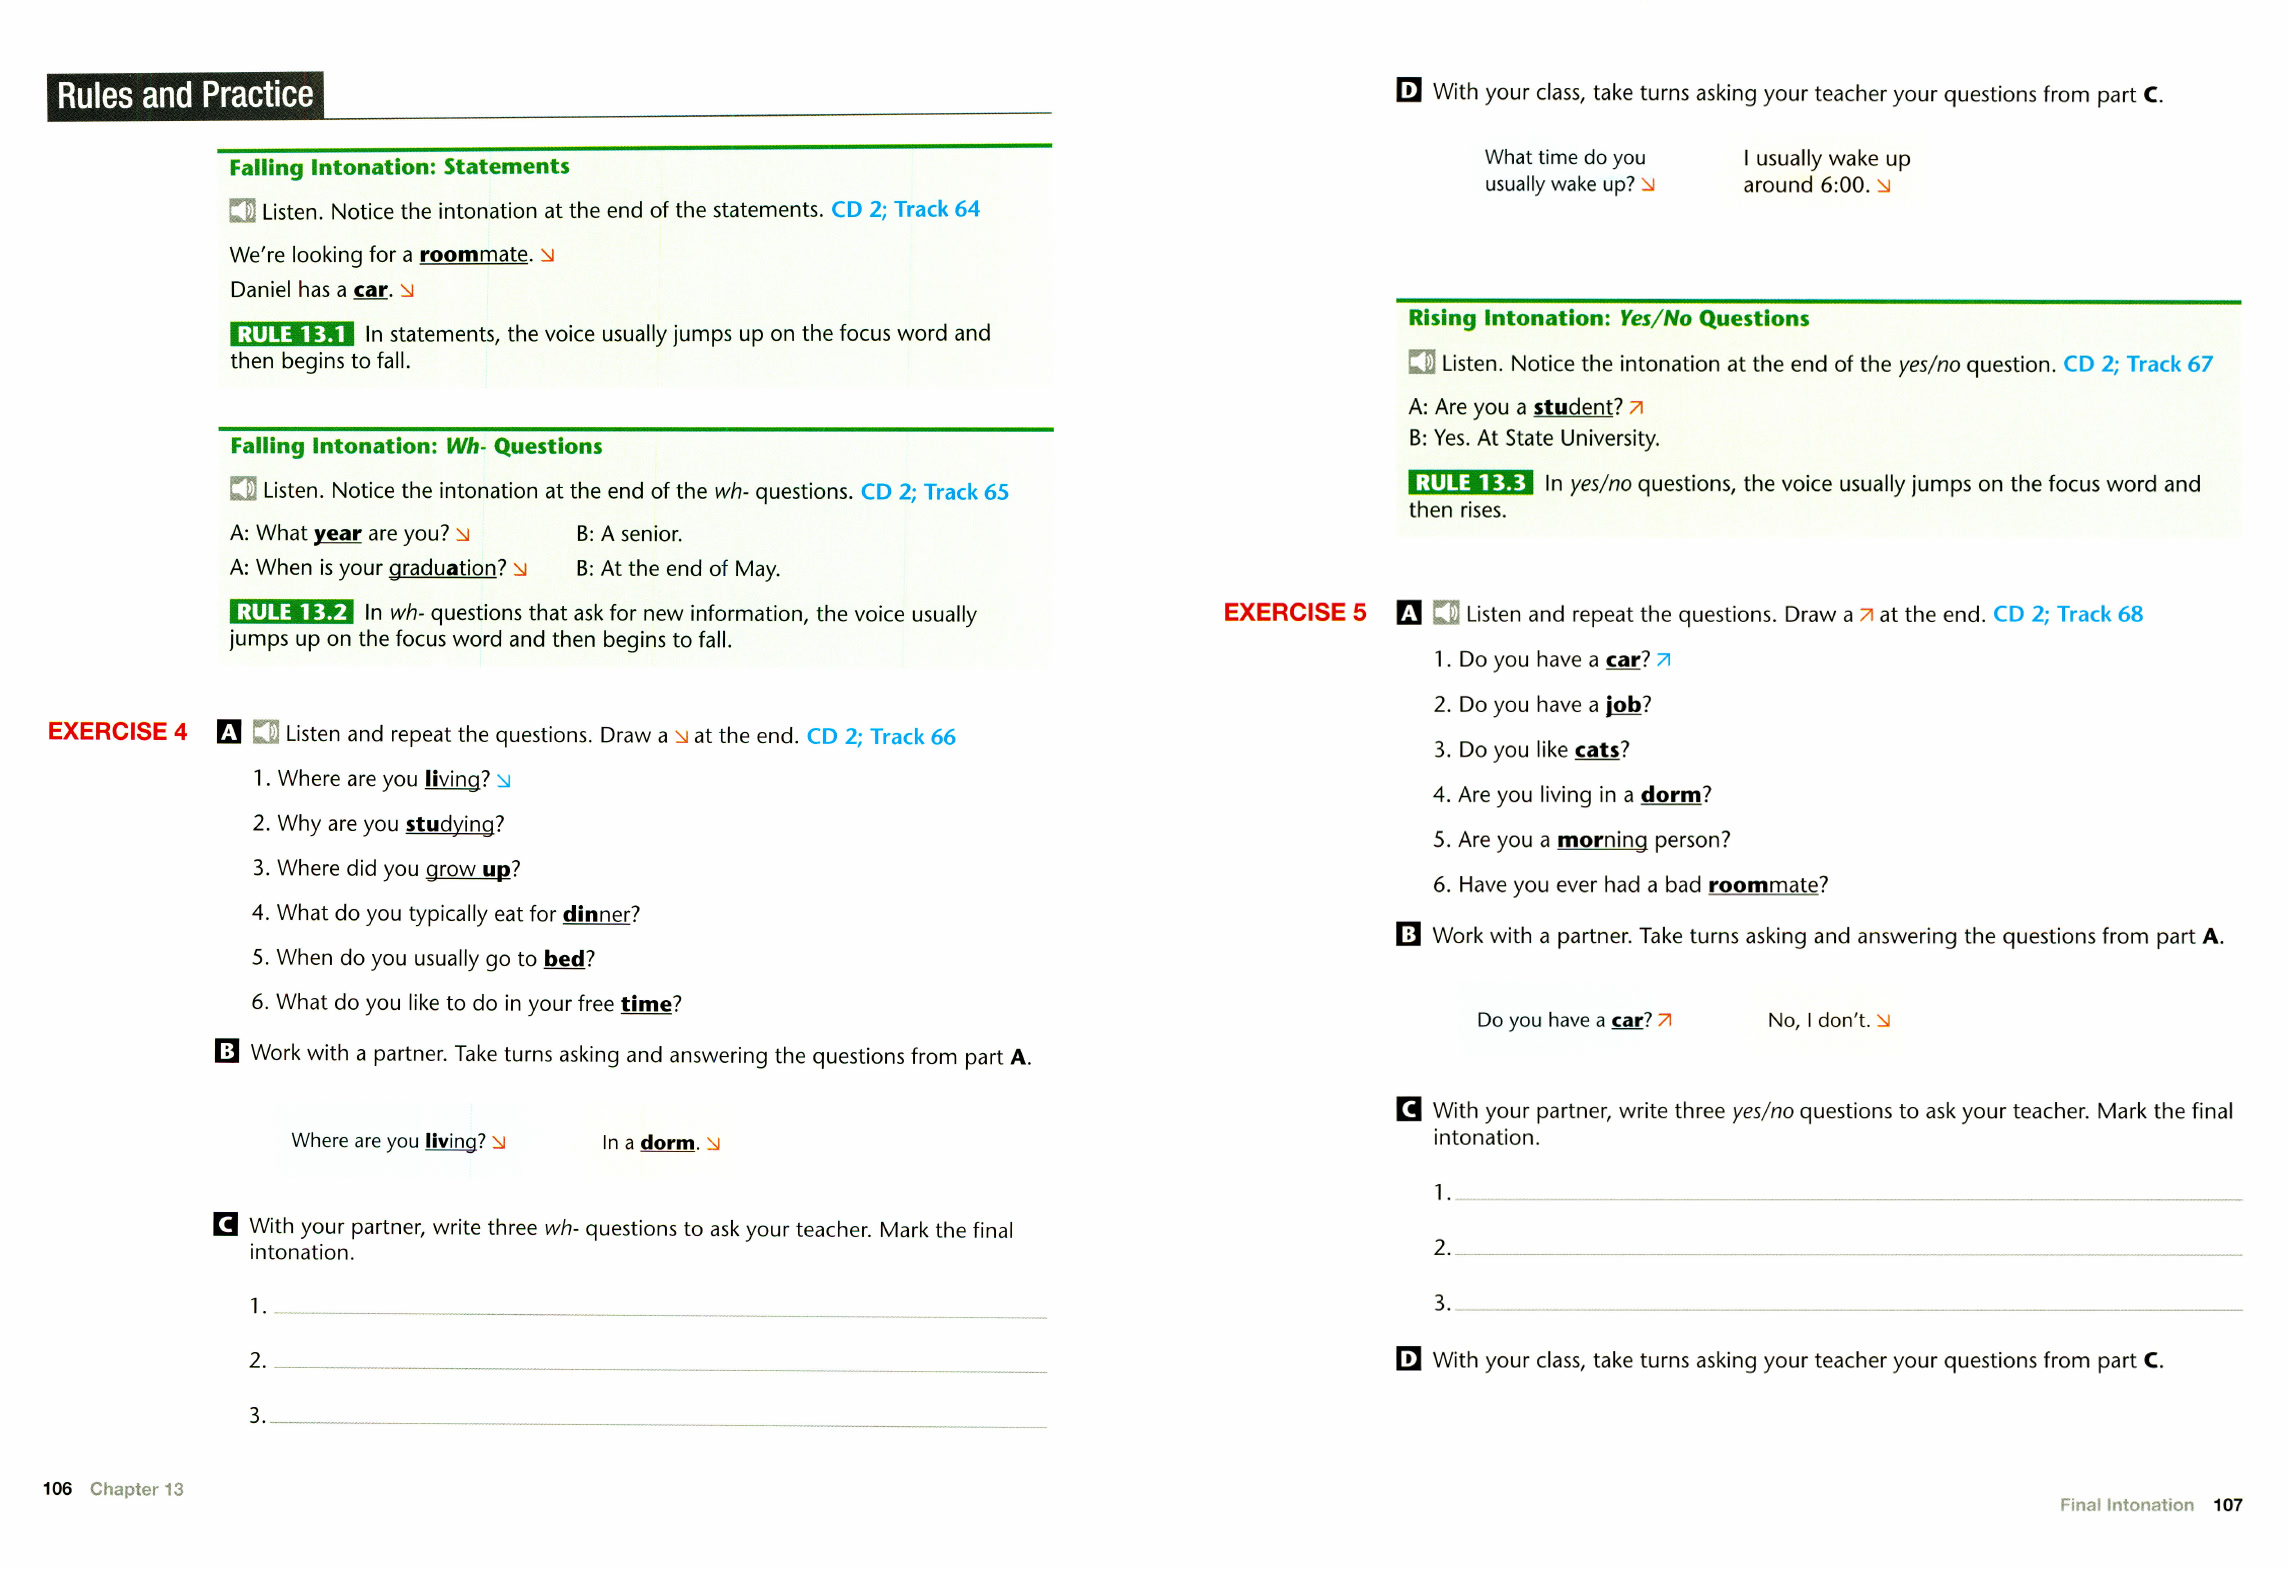 Rules and Practice
Falling Intonation: Statements
Listen. Notice the intonation at the end of the statements. CD 2; Track 64
We're looking for a roommate. ↘
Daniel has a car. ↘
RULE 13.1 In statements, the voice usually jumps up on the focus word and
then begins to fall.
Falling Intonation: Wh- Questions
Listen. Notice the intonation at the end of the wh- questions. CD 2; Track 65
A: What year are you? ↘ B: A senior.
A: When is your graduation? ↘ B: At the end of May.
RULE 13.2 In wh- questions that ask for new information, the voice usually
jumps up on the focus word and then begins to fall.
EXERCISE 4 A Listen and repeat the questions. Draw a ↘ at the end. CD 2; Track 66
1. Where are you living? ↘
2. Why are you studying?
3. Where did you grow up?
4. What do you typically eat for dinner?
5. When do you usually go to bed?
6. What do you like to do in your free time?
B Work with a partner. Take turns asking and answering the questions from part A.
Where are you living? ↘ In a dorm. ↘
C With your partner, write three wh- questions to ask your teacher. Mark the final
intonation.
1.
2.
3.
106 Chapter 13
D With your class, take turns asking your teacher your questions from part C.
What time do you
usually wake up? ↘
I usually wake up
around 6:00. ↘
Rising Intonation: Yes/No Questions
Listen. Notice the intonation at the end of the yes/no question. CD 2; Track 67
A: Are you a student? ↗
B: Yes. At State University.
RULE 13.3 In yes/no questions, the voice usually jumps on the focus word and
then rises.
EXERCISE 5 A Listen and repeat the questions. Draw a ↗ at the end. CD 2; Track 68
1. Do you have a car? ↗
2. Do you have a job?
3. Do you like cats?
4. Are you living in a dorm?
5. Are you a morning person?
6. Have you ever had a bad roommate?
B Work with a partner. Take turns asking and answering the questions from part A.
Do you have a car? ↗ No, I don't. ↘
C With your partner, write three yes/no questions to ask your teacher. Mark the final
intonation.
1.
2.
3.
D With your class, take turns asking your teacher your questions from part C.
Final Intonation 107